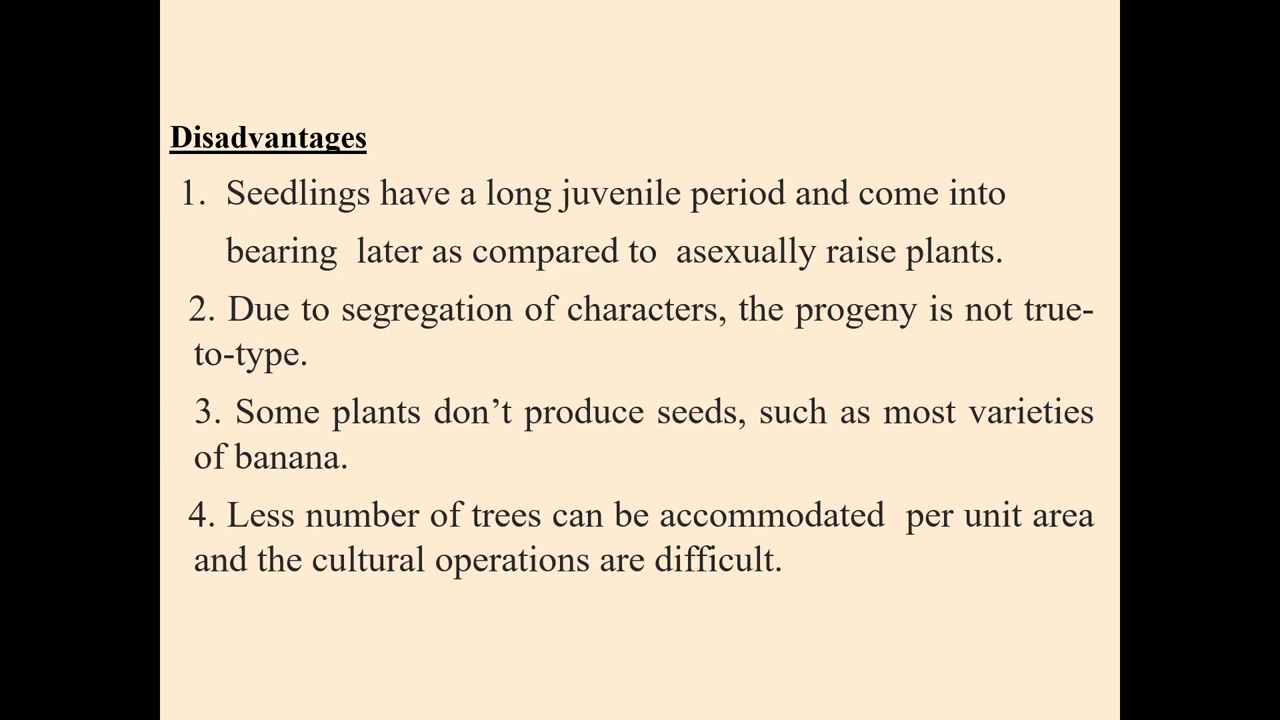 Disadvantages
1. Seedlings have a long juvenile period and come into
bearing later as compared to asexually raise plants.
2. Due to segregation of characters, the progeny is not true-
to-type.
3. Some plants don’t produce seeds, such as most varieties
of banana.
4. Less number of trees can be accommodated per unit area
and the cultural operations are difficult.